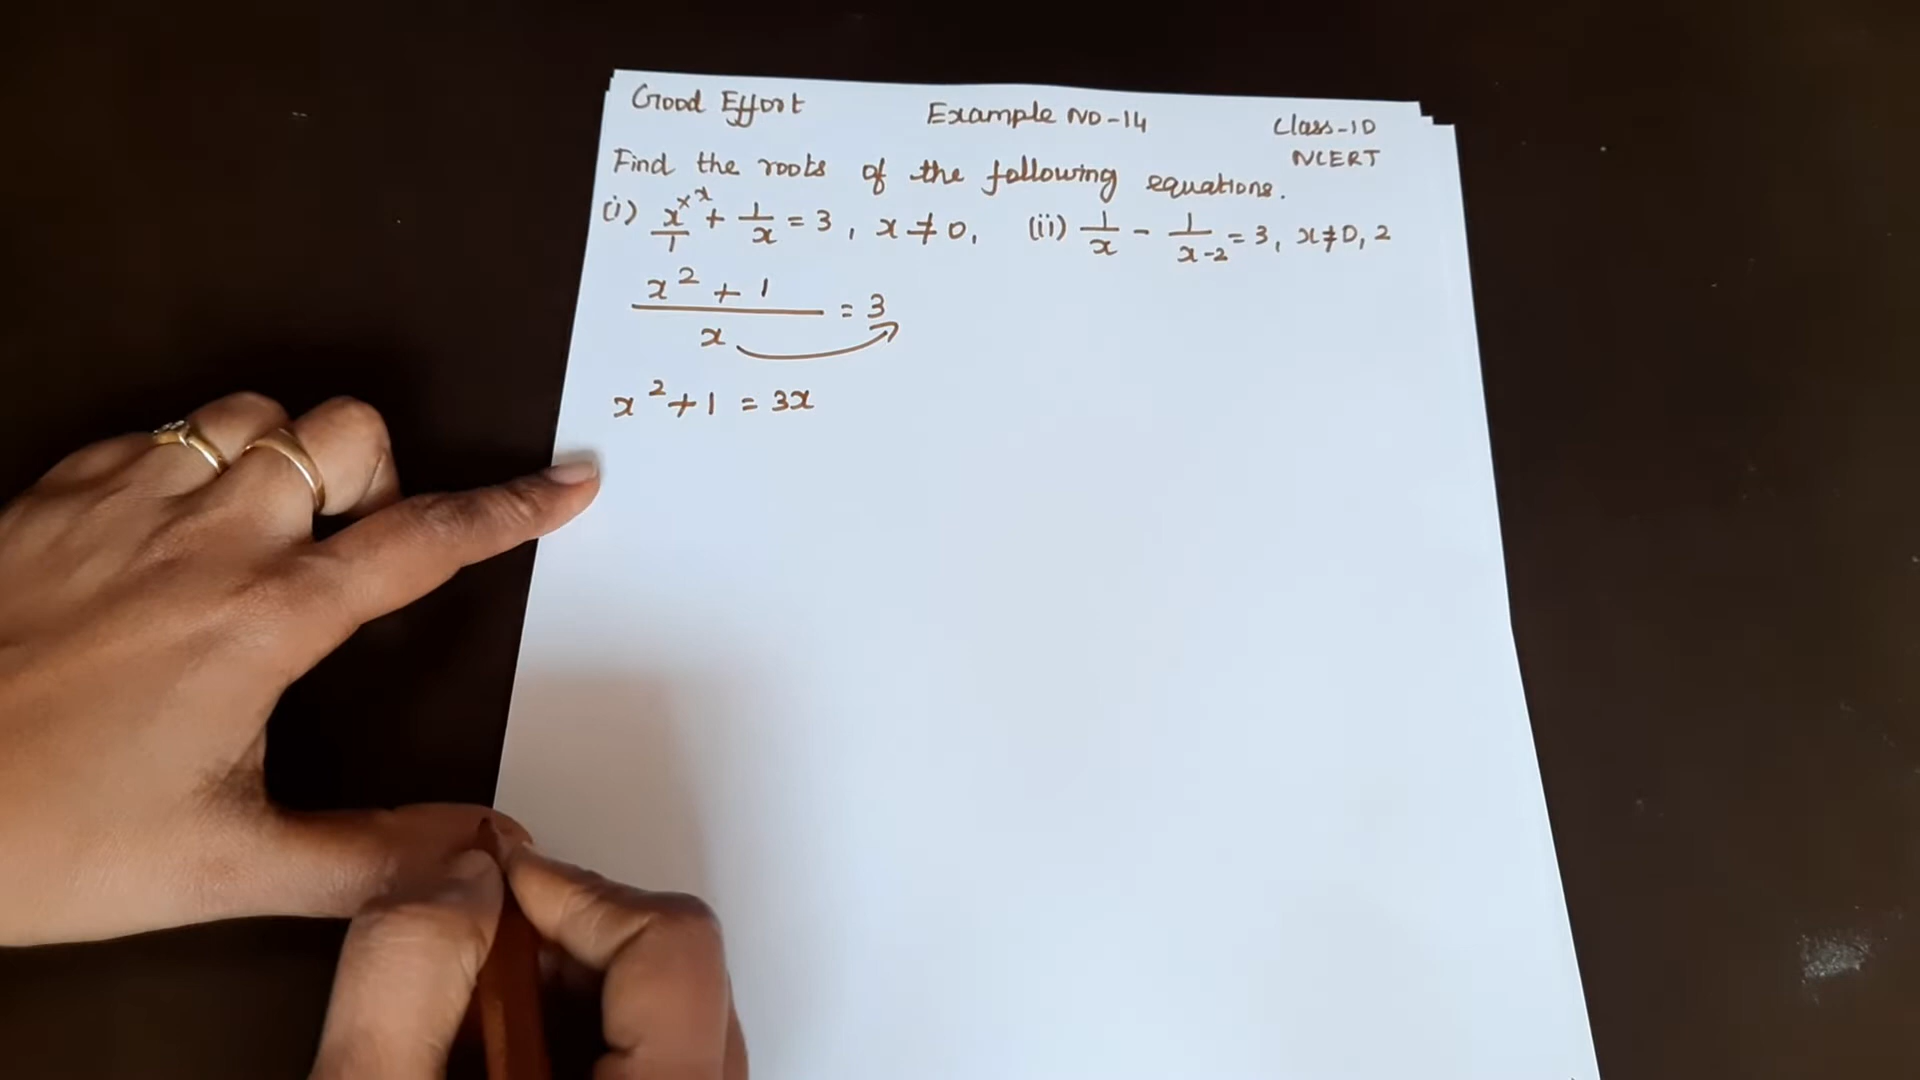 Good Effort Example NO-14 Class-10
NCERT
Find the roots of the following equations.
(i) x/1 × x + 1/x = 3, x ≠ 0, (ii) 1/x - 1/x-2 = 3, x ≠ 0, 2
x² + 1 / x = 3
x² + 1 = 3x